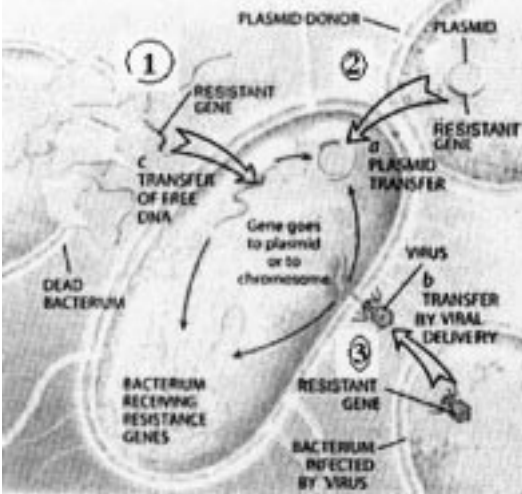 PLASMID DONOR
PLASMID
1
2
RESISTANT
GENE
RESISTANT
GENE
a
PLASMID
TRANSFER
c
TRANSFER
OF FREE
DNA
Gene goes
to plasmid
or to
chromosome
VIRUS
b
TRANSFER
BY VIRAL
DELIVERY
DEAD
BACTERIUM
3
RESISTANT
GENE
BACTERIUM
RECEIVING
RESISTANCE
GENES
BACTERIUM
INFECTED
BY VIRUS